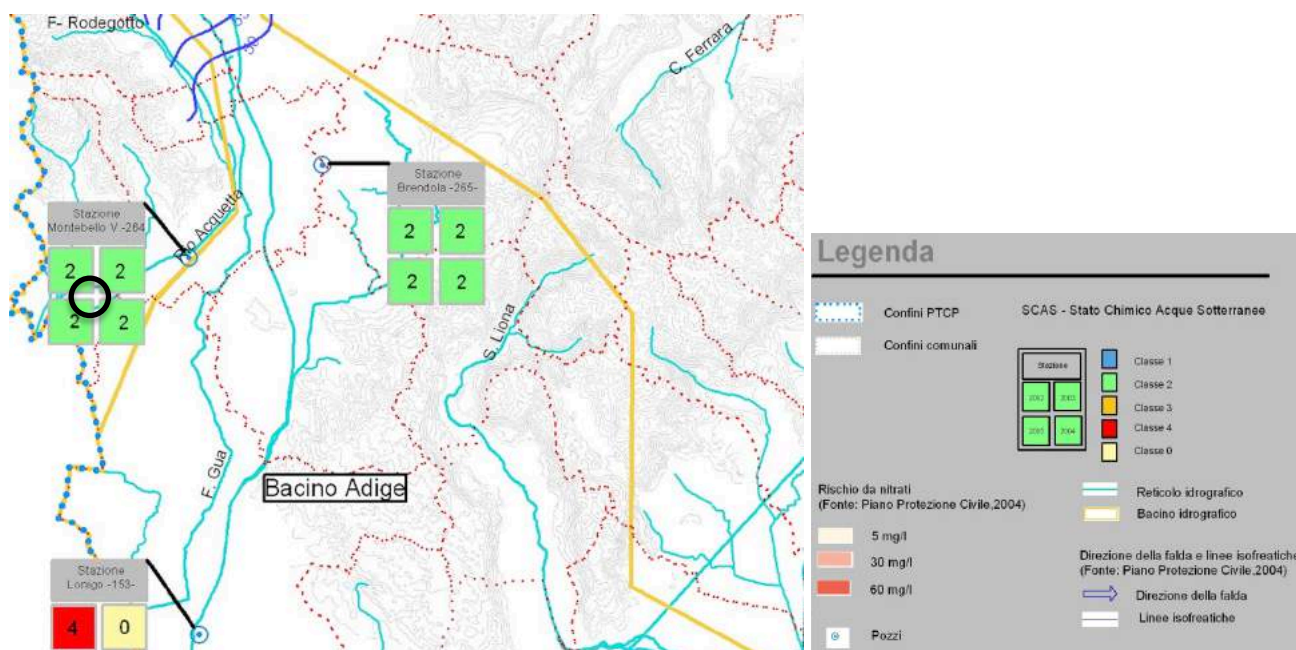 F- Rodegotto
50
C. Ferrara
Stazione
Brendola -265-
2 2
2 2
Stazione
Montebello V.-264
2 2
2 2
Rio Acquetta
S. Liona
F. Gua
Bacino Adige
Stazione
Lonigo -153-
4 0
Legenda
Confini PTCP
Confini comunali
SCAS - Stato Chimico Acque Sotterranee
Stazione
2002 2003
2005 2004
Classe 1
Classe 2
Classe 3
Classe 4
Classe 0
Rischio da nitrati
(Fonte: Piano Protezione Civile,2004)
5 mg/l
30 mg/l
60 mg/l
Pozzi
Reticolo idrografico
Bacino idrografico
Direzione della falda e linee isofreatiche
(Fonte: Piano Protezione Civile,2004)
Direzione della falda
Linee isofreatiche